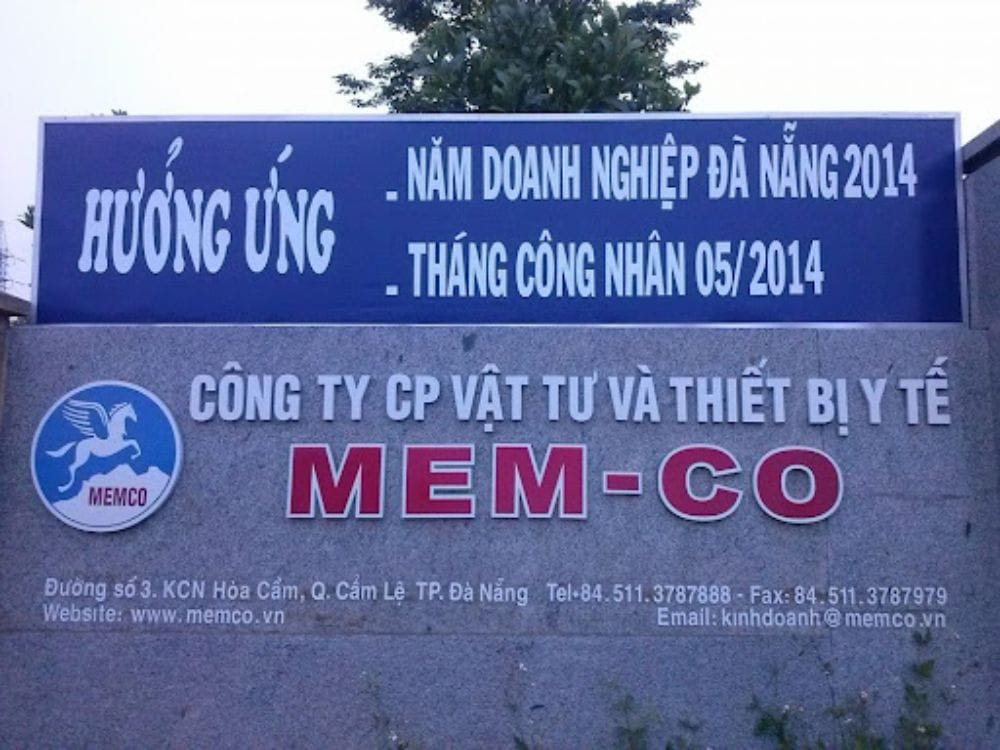 HƯỞNG ỨNG
- NĂM DOANH NGHIỆP ĐÀ NẴNG 2014
- THÁNG CÔNG NHÂN 05/2014
CÔNG TY CP VẬT TƯ VÀ THIẾT BỊ Y TẾ
MEMCO
MEM-CO
Đường số 3. KCN Hòa Cầm, Q. Cẩm Lệ TP. Đà Nẵng Tel-84.511.3787888 - Fax: 84.511.3787979
Website: www.memco.vn Email: kinhdoanh@memco.vn